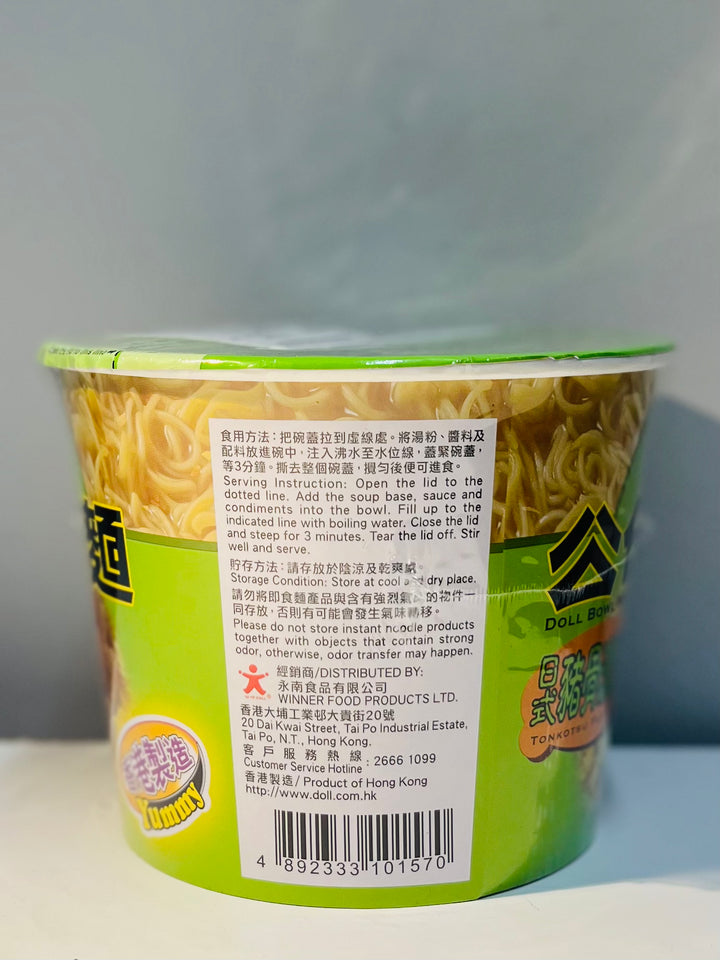 食用方法：把碗蓋拉到虛線處。將湯粉、醬料及
配料放進碗中，注入沸水至水位線，蓋緊碗蓋，
等3分鐘。撕去整個碗蓋，攪勻後便可進食。
Serving Instruction: Open the lid to the
dotted line. Add the soup base, sauce and
condiments into the bowl. Fill up to the
indicated line with boiling water. Close the lid
and steep for 3 minutes. Tear the lid off. Stir
well and serve.
貯存方法：請存放於陰涼及乾爽處。
Storage Condition: Store at cool and dry place.
請勿將即食麵產品與含有強烈氣的物件一
同存放，否則有可能會發生氣味轉移。
Please do not store instant noodle products
together with objects that contain strong
odor, otherwise, odor transfer may happen.
經銷商/DISTRIBUTED BY:
永南食品有限公司
WINNER FOOD PRODUCTS LTD.
香港大埔工業邨大貴街20號
20 Dai Kwai Street, Tai Po Industrial Estate,
Tai Po, N.T., Hong Kong.
客戶服務熱線：2666 1099
Customer Service Hotline
香港製造/ Product of Hong Kong
http://www.doll.com.hk
4 892333 101570
麵
香港製造
Yummy
公
DOLL BOWL
日式豬骨
TONKOTSU